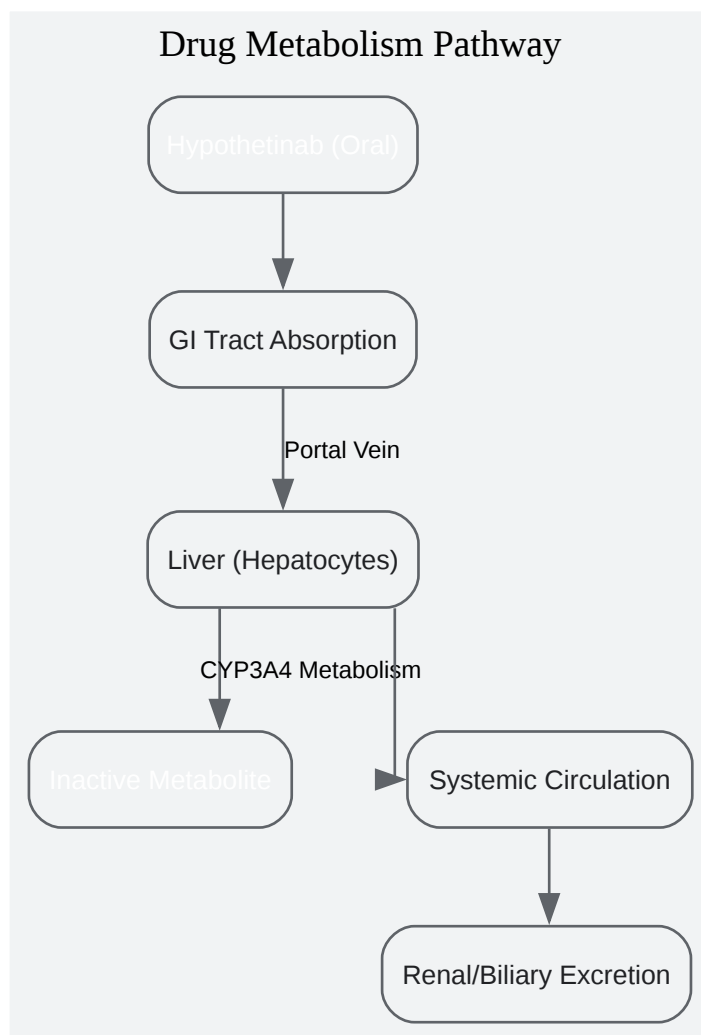 Drug Metabolism Pathway
Hypothetinab (Oral)
GI Tract Absorption
Portal Vein
Liver (Hepatocytes)
CYP3A4 Metabolism
Inactive Metabolite
Systemic Circulation
Renal/Biliary Excretion